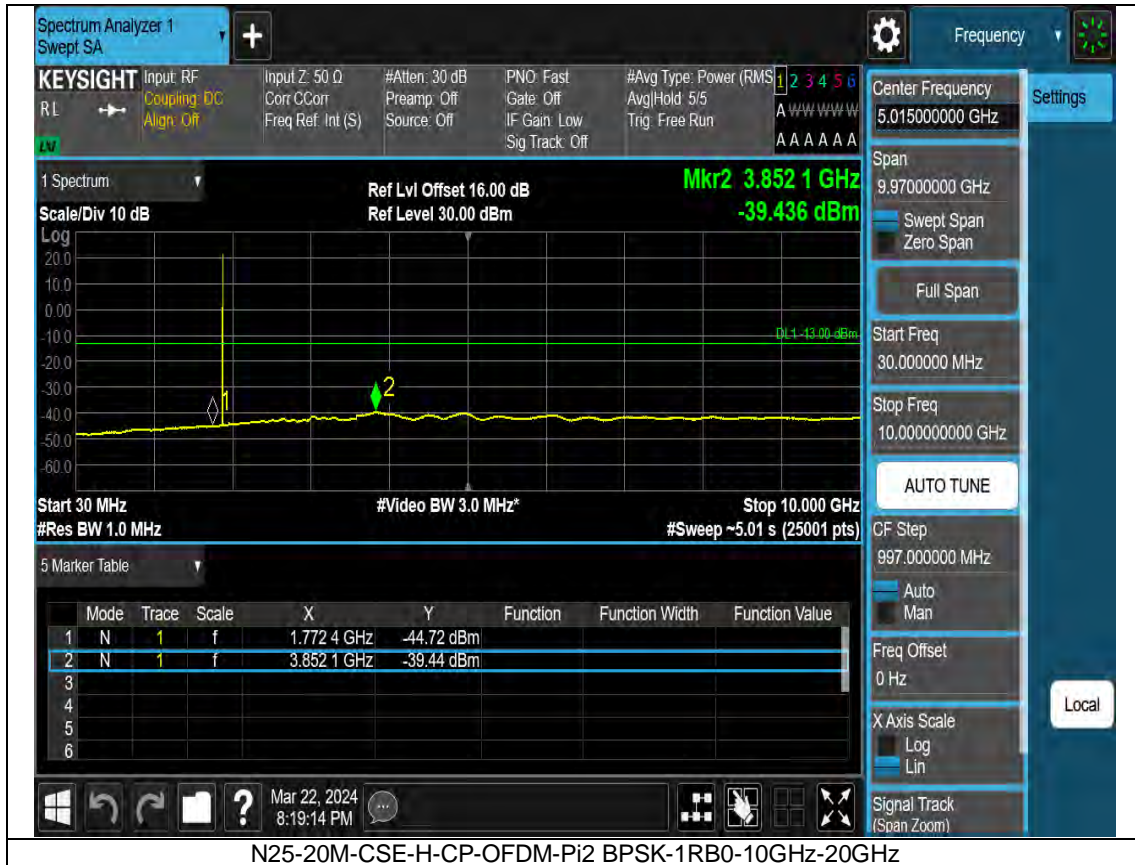 Spectrum Analyzer 1
Swept SA
+
Frequency
KEYSIGHT
RL
Input: RF
Coupling: DC
Align: Off
Input Z: 50 Ω
Corr CCorr
Freq Ref: Int (S)
#Atten: 30 dB
Preamp: Off
Source: Off
PNO: Fast
Gate: Off
IF Gain: Low
Sig Track: Off
#Avg Type: Power (RMS
Avg|Hold: 5/5
Trig: Free Run
1 2 3 4 5 6
A W W W W W
A A A A A A
1 Spectrum
Scale/Div 10 dB
Ref Lvl Offset 16.00 dB
Ref Level 30.00 dBm
Mkr2 3.852 1 GHz
-39.436 dBm
Log
20.0
10.0
0.00
-10.0
-20.0
-30.0
-40.0
-50.0
-60.0
DL1 -13.00 dBm
1
2
Start 30 MHz
#Video BW 3.0 MHz*
Stop 10.000 GHz
#Res BW 1.0 MHz
#Sweep ~5.01 s (25001 pts)
5 Marker Table
Mode Trace Scale X Y Function Function Width Function Value
1 N 1 f 1.772 4 GHz -44.72 dBm
2 N 1 f 3.852 1 GHz -39.44 dBm
3
4
5
6
Mar 22, 2024
8:19:14 PM
?
Center Frequency
5.015000000 GHz
Settings
Span
9.97000000 GHz
Swept Span
Zero Span
Full Span
Start Freq
30.000000 MHz
Stop Freq
10.000000000 GHz
AUTO TUNE
CF Step
997.000000 MHz
Auto
Man
Freq Offset
0 Hz
X Axis Scale
Log
Lin
Local
Signal Track
(Span Zoom)
N25-20M-CSE-H-CP-OFDM-Pi2 BPSK-1RB0-10GHz-20GHz